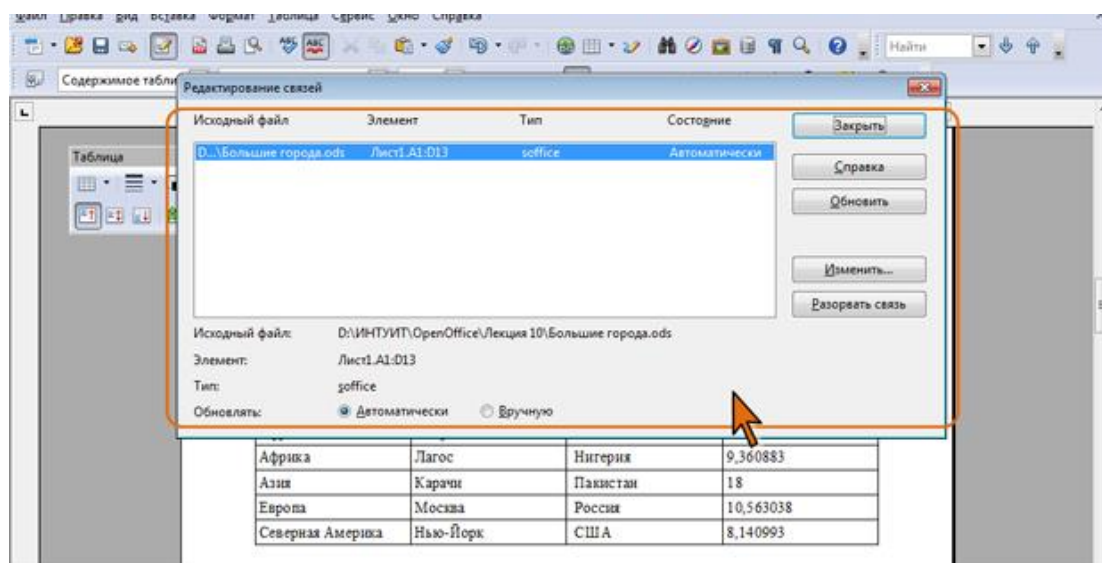 Файл Правка Вид Вставка Формат Таблица Сервис Окно Справка
Найти
Содержимое табли
Редактирование связей
Исходный файл Элемент Тип Состояние Закрыть
D...\Большие города.ods Лист1.A1:D13 soffice Автоматически
Таблица
Справка
Обновить
Изменить...
Разорвать связь
Исходный файл: D:\ИНТУИТ\OpenOffice\Лекция 10\Большие города.ods
Элемент: Лист1.A1:D13
Тип: soffice
Обновлять: Автоматически Вручную
Африка Лагос Нигерия 9,360883
Азия Карачи Пакистан 18
Европа Москва Россия 10,563038
Северная Америка Нью-Йорк США 8,140993